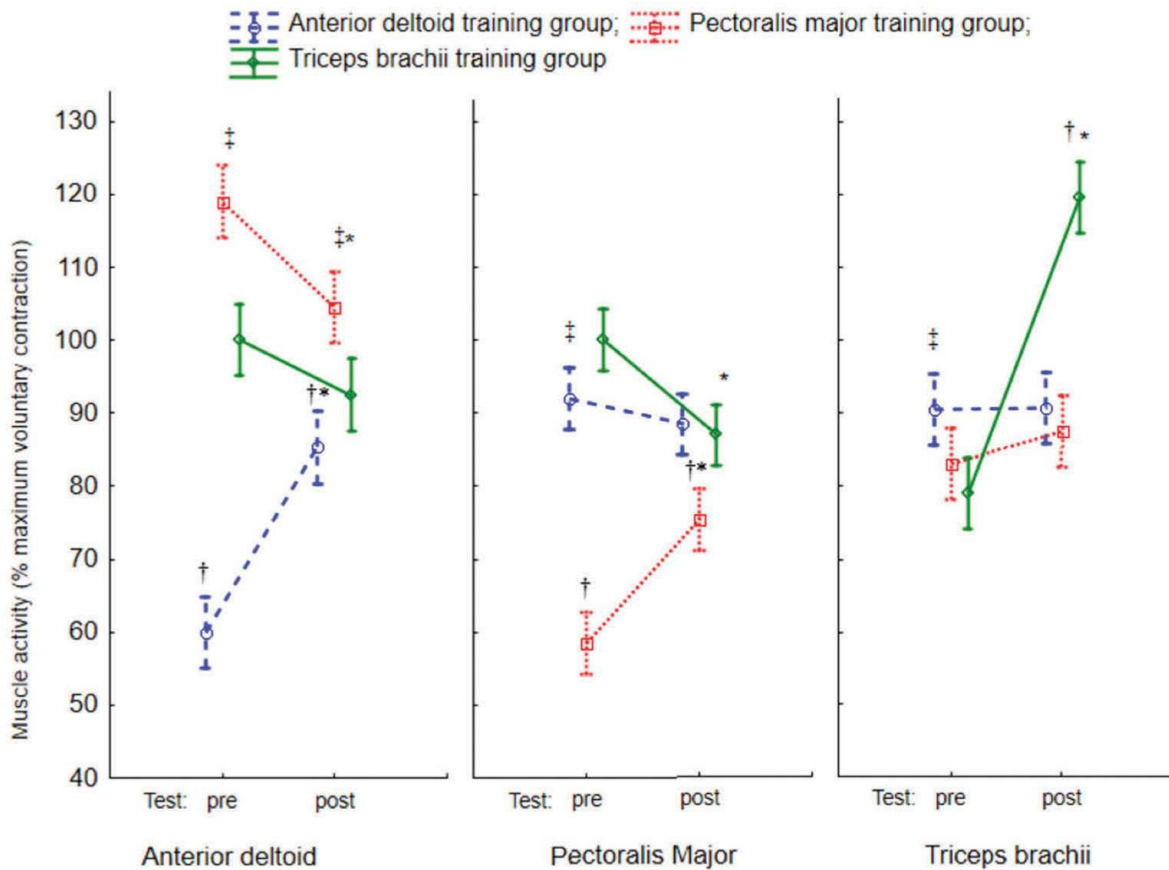 Anterior deltoid training group; Pectoralis major training group;
Triceps brachii training group
Muscle activity (% maximum voluntary contraction)
130
120
110
100
90
80
70
60
50
40
‡
‡*
†*
†
‡
*
†*
†
‡
†*
Test: pre post
Test: pre post
Test: pre post
Anterior deltoid
Pectoralis Major
Triceps brachii